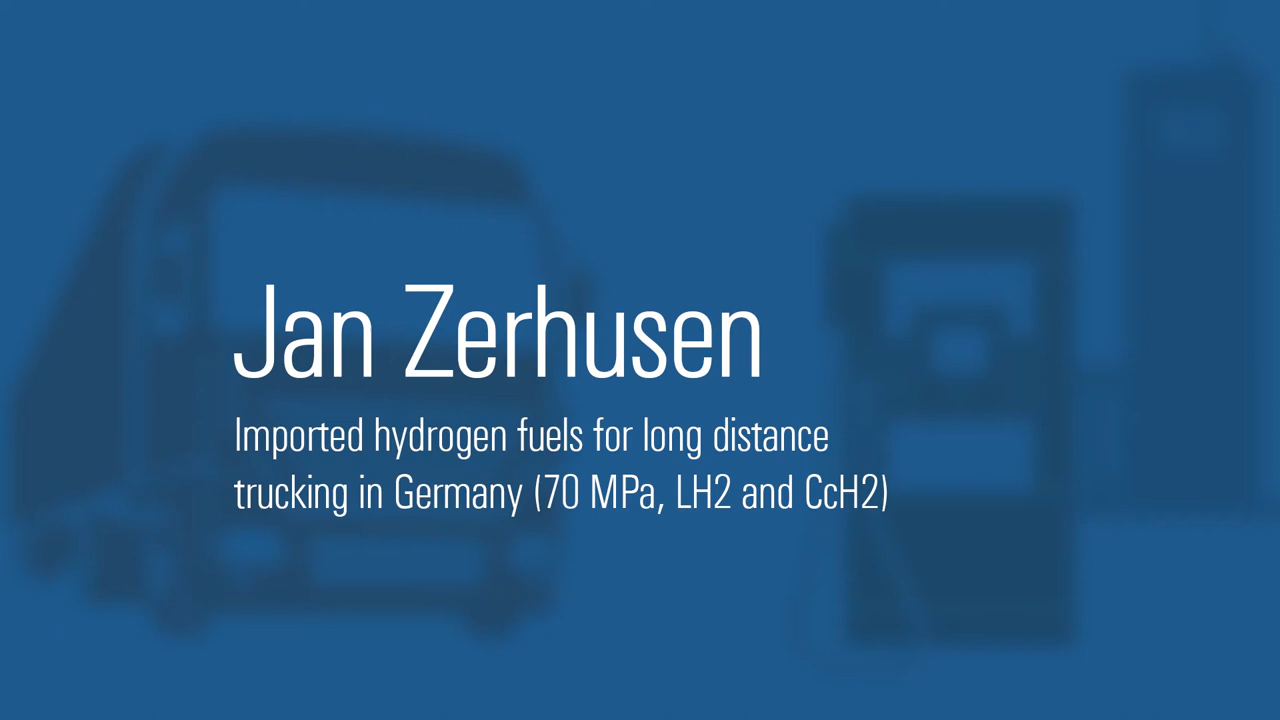 Jan Zerhusen
Imported hydrogen fuels for long distance
trucking in Germany (70 MPa, LH2 and CcH2)